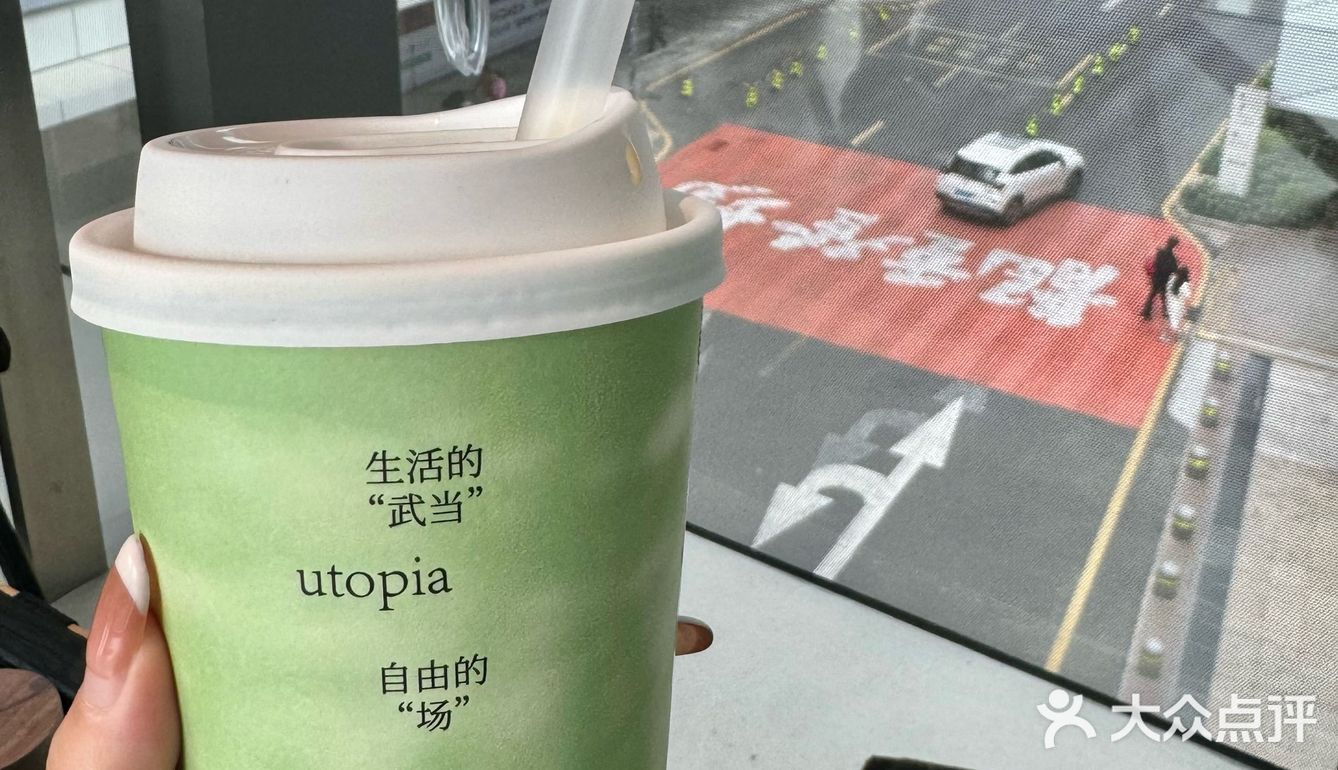 生活的
“武当”
utopia
自由的
“场”
大众点评